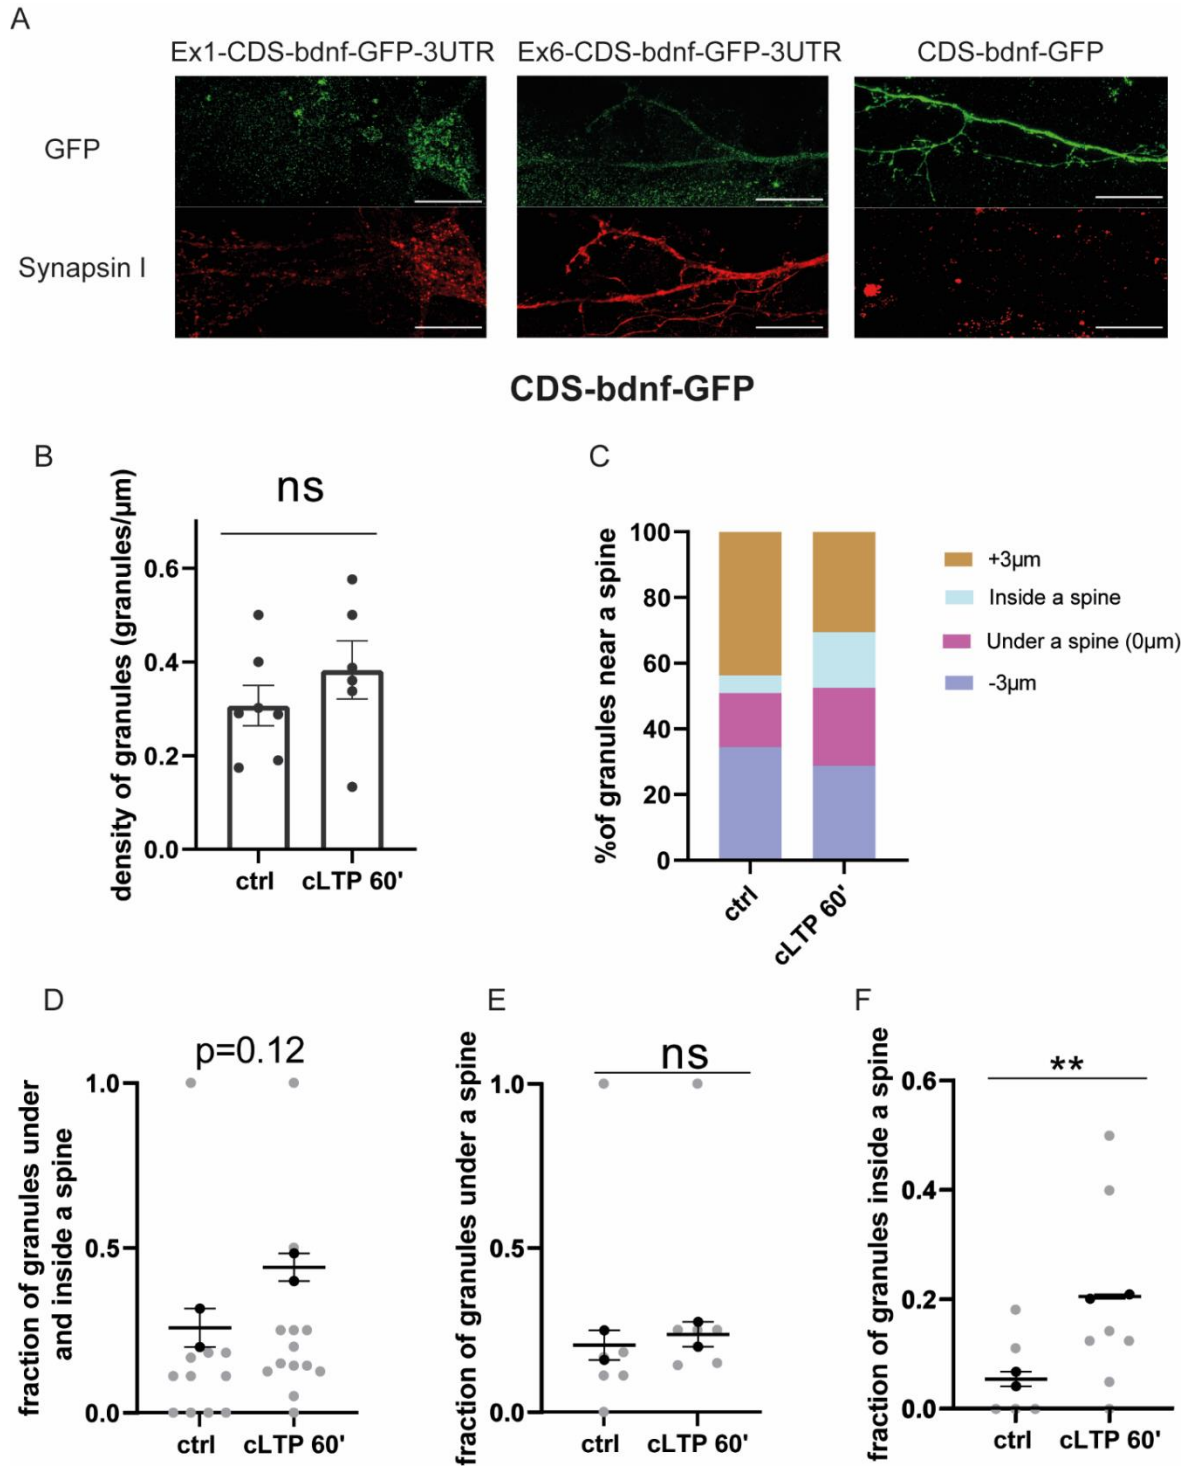 A
Ex1-CDS-bdnf-GFP-3UTR
Ex6-CDS-bdnf-GFP-3UTR
CDS-bdnf-GFP
GFP
Synapsin I
CDS-bdnf-GFP
B
density of granules (granules/µm)
ns
0.6
0.4
0.2
0.0
ctrl
cLTP 60'
C
%of granules near a spine
100
80
60
40
20
0
ctrl
cLTP 60'
+3µm
Inside a spine
Under a spine (0µm)
-3µm
D
fraction of granules under
and inside a spine
p=0.12
1.0
0.5
0.0
ctrl
cLTP 60'
E
fraction of granules under a spine
ns
1.0
0.5
0.0
ctrl
cLTP 60'
F
fraction of granules inside a spine
**
0.6
0.4
0.2
0.0
ctrl
cLTP 60'